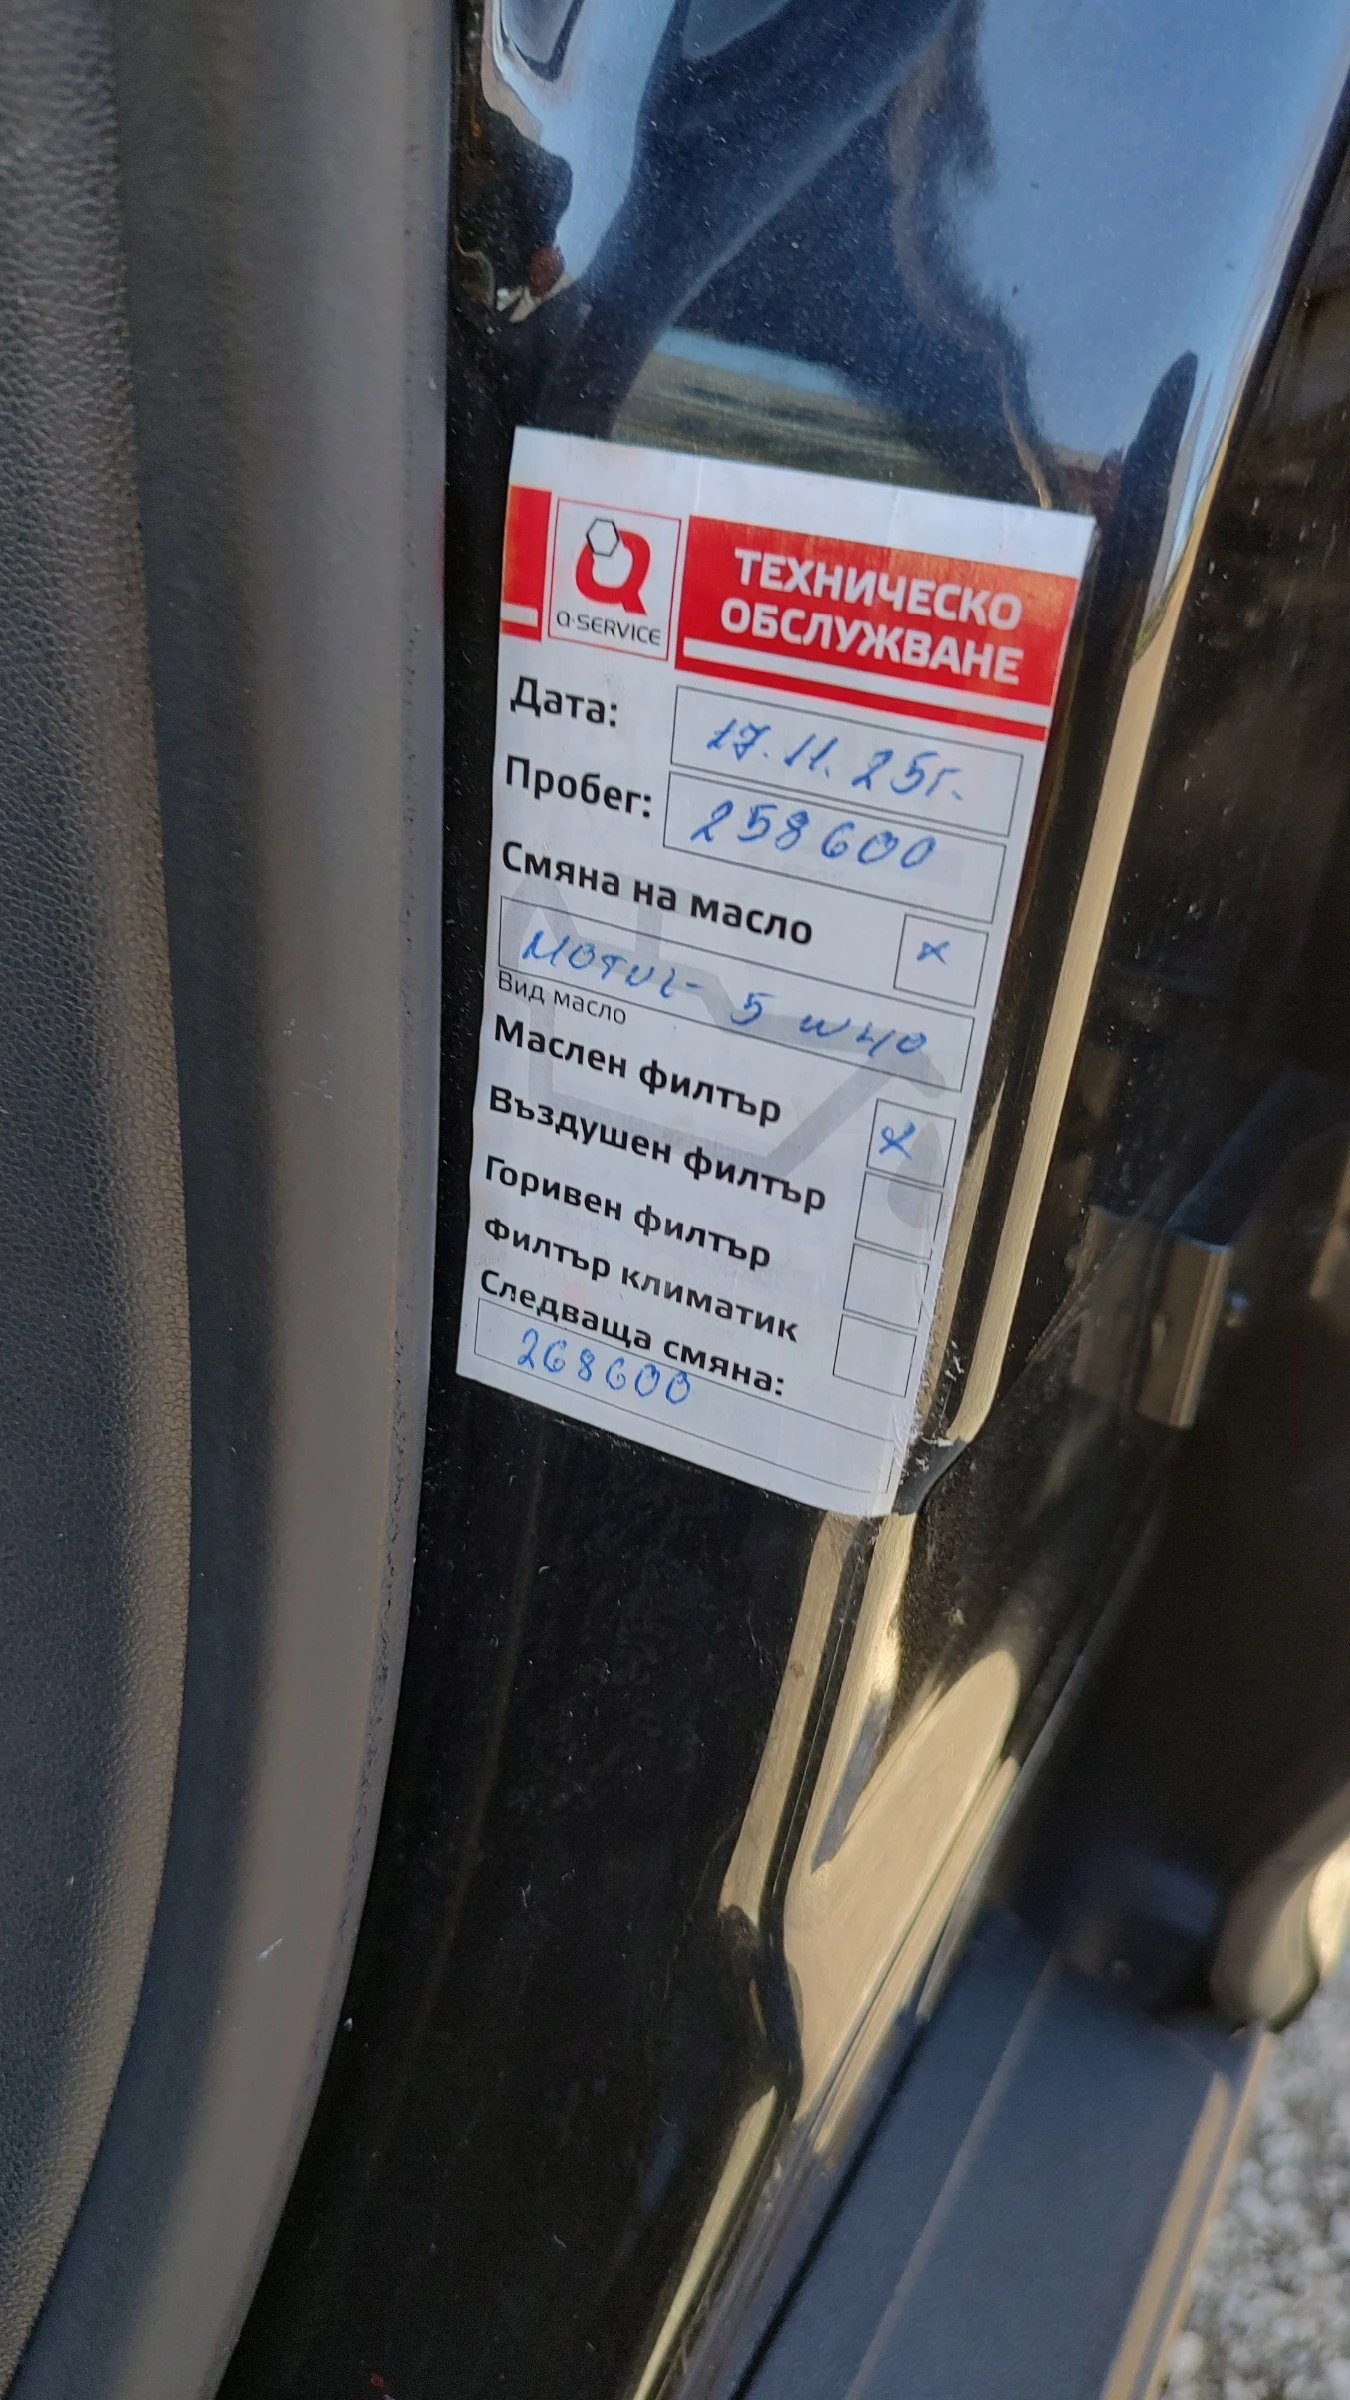 Q-SERVICE
ТЕХНИЧЕСКО
ОБСЛУЖВАНЕ
Дата: 17.11.25г.
Пробег: 258600
Смяна на масло x
MOTUL- 5 w40
Вид масло
Маслен филтър x
Въздушен филтър
Горивен филтър
Филтър климатик
Следваща смяна:
268600